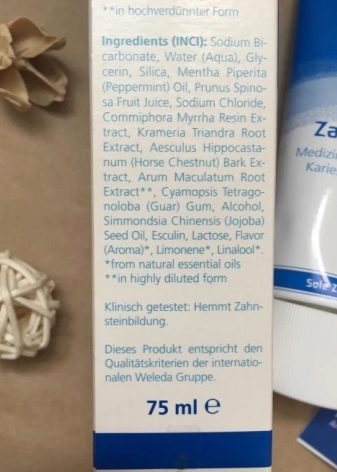 **in hochverdünnter Form
Ingredients (INCI): Sodium Bi-
carbonate, Water (Aqua), Gly-
cerin, Silica, Mentha Piperita
(Peppermint) Oil, Prunus Spino-
sa Fruit Juice, Sodium Chloride,
Commiphora Myrrha Resin Ex-
tract, Krameria Triandra Root
Extract, Aesculus Hippocasta-
num (Horse Chestnut) Bark Ex-
tract, Arum Maculatum Root
Extract**, Cyamopsis Tetrago-
noloba (Guar) Gum, Alcohol,
Simmondsia Chinensis (Jojoba)
Seed Oil, Esculin, Lactose, Flavor
(Aroma)*, Limonene*, Linalool*.
*from natural essential oils
**in highly diluted form
Klinisch getestet: Hemmt Zahn-
steinbildung.
Dieses Produkt entspricht den
Qualitätskriterien der internatio-
nalen Weleda Gruppe.
75 ml ℮
Za
Medizin
Karie
Sole Z